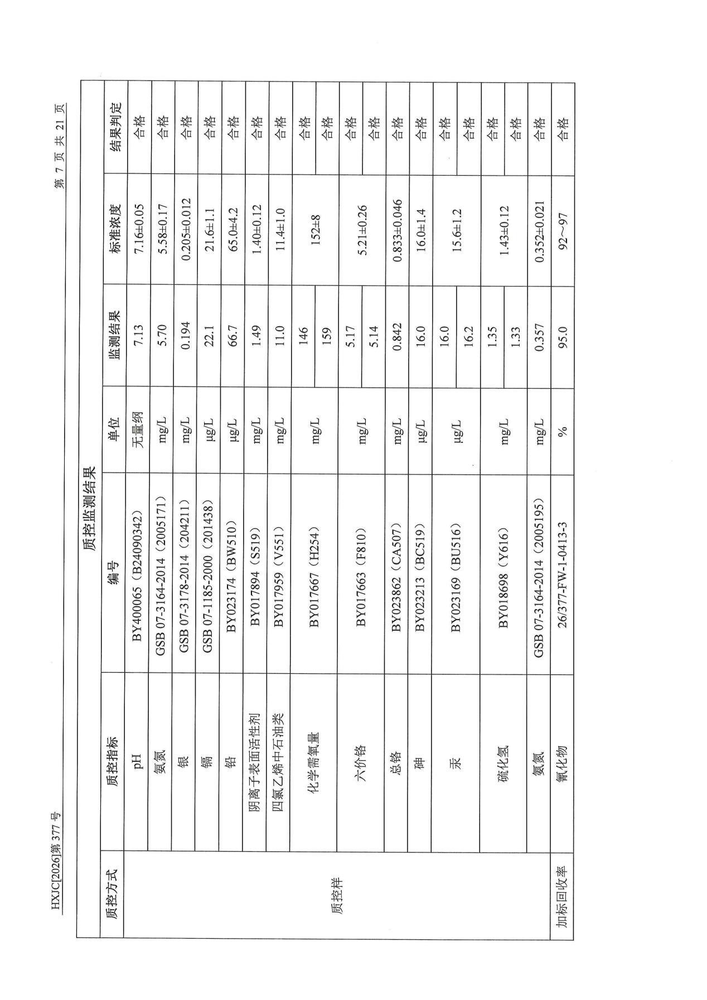 HXJC[2026]第 377 号
第 7 页 共 21 页
质控监测结果
质控方式 质控指标 编号 单位 监测结果 标准浓度 结果判定
质控样 pH BY400065（B24090342） 无量纲 7.13 7.16±0.05 合格
氨氮 GSB 07-3164-2014（2005171） mg/L 5.70 5.58±0.17 合格
银 GSB 07-3178-2014（204211） mg/L 0.194 0.205±0.012 合格
镉 GSB 07-1185-2000（201438） μg/L 22.1 21.6±1.1 合格
铅 BY023174（BW510） μg/L 66.7 65.0±4.2 合格
阴离子表面活性剂 BY017894（S519） mg/L 1.49 1.40±0.12 合格
四氯乙烯中石油类 BY017959（V551） mg/L 11.0 11.4±1.0 合格
化学需氧量 BY017667（H254） mg/L 146 152±8 合格
159 合格
六价铬 BY017663（F810） mg/L 5.17 5.21±0.26 合格
5.14 合格
总铬 BY023862（CA507） mg/L 0.842 0.833±0.046 合格
砷 BY023213（BC519） μg/L 16.0 16.0±1.4 合格
汞 BY023169（BU516） μg/L 16.0 15.6±1.2 合格
16.2 合格
硫化氢 BY018698（Y616） mg/L 1.35 1.43±0.12 合格
1.33 合格
氨氮 GSB 07-3164-2014（2005195） mg/L 0.357 0.352±0.021 合格
加标回收率 氰化物 26/377-FW-1-0413-3 % 95.0 92～97 合格